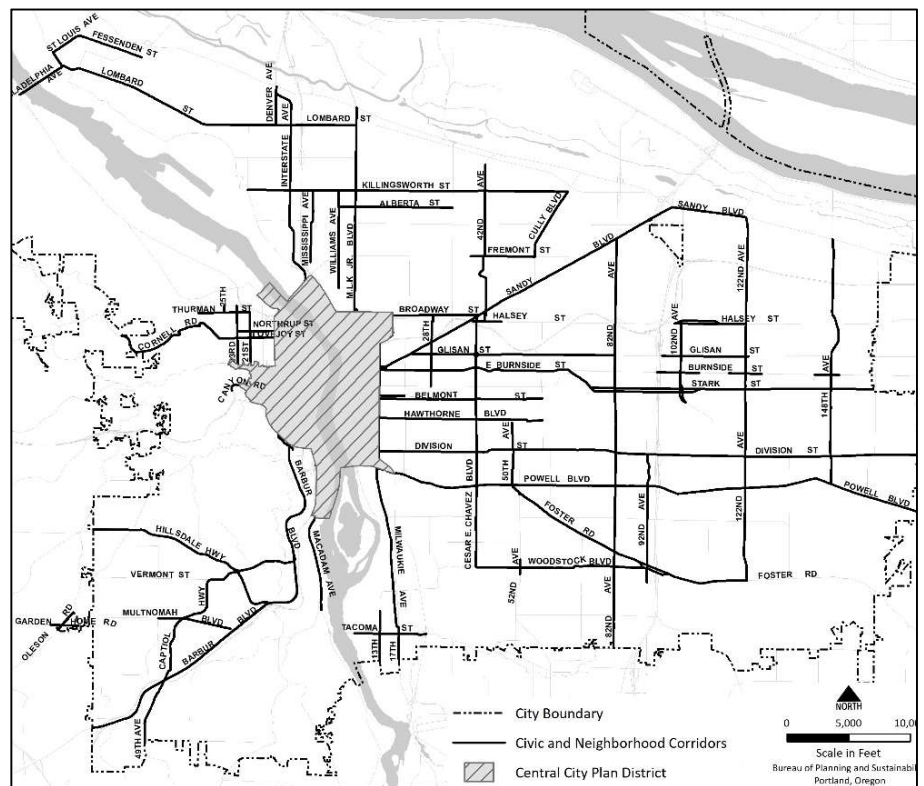 ST LOUIS AVE
FESSENDEN ST
ADELPHIA AVE
LOMBARD ST
DENVER AVE
LOMBARD ST
INTERSTATE AVE
KILLINGSWORTH ST
ALBERTA ST
MISSISSIPPI AVE
WILLIAMS AVE
M.L.K JR. BLVD
42ND AVE
CULLY BLVD
FREMONT ST
SANDY BLVD
SANDY BLVD
122ND AVE
82ND AVE
THURMAN ST
25TH
NORTHRUP ST
LOVEJOY ST
CORNELL RD
23RD
21ST
CANYON RD
BROADWAY ST
HALSEY ST
28TH
GLISAN ST
E BURNSIDE ST
BELMONT ST
HAWTHORNE BLVD
DIVISION ST
102ND AVE
HALSEY ST
GLISAN ST
BURNSIDE ST
STARK ST
148TH AVE
DIVISION ST
50TH AVE
POWELL BLVD
POWELL BLVD
CESAR E. CHAVEZ BLVD
FOSTER RD
92ND AVE
122ND AVE
WOODSTOCK BLVD
52ND AVE
82ND AVE
FOSTER RD
BARBUR BLVD
MACADAM AVE
MILWAUKIE AVE
HILLSDALE HWY
VERMONT ST
MULTNOMAH BLVD
GARDEN HOME RD
OLESON RD
CAPTIOL HWY
BARBUR BLVD
49TH AVE
TACOMA ST
13TH
17TH
City Boundary
Civic and Neighborhood Corridors
Central City Plan District
NORTH
0 5,000 10,00
Scale in Feet
Bureau of Planning and Sustainabil
Portland, Oregon